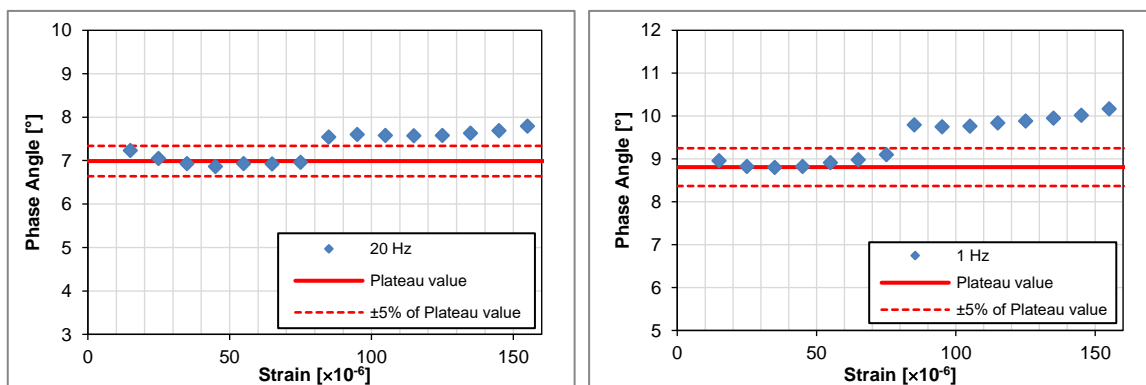 10
9
8
7
6
5
4
3
Phase Angle [°]
20 Hz
Plateau value
±5% of Plateau value
0
50
100
150
Strain [×10⁻⁶]
12
11
10
9
8
7
6
5
Phase Angle [°]
1 Hz
Plateau value
±5% of Plateau value
0
50
100
150
Strain [×10⁻⁶]